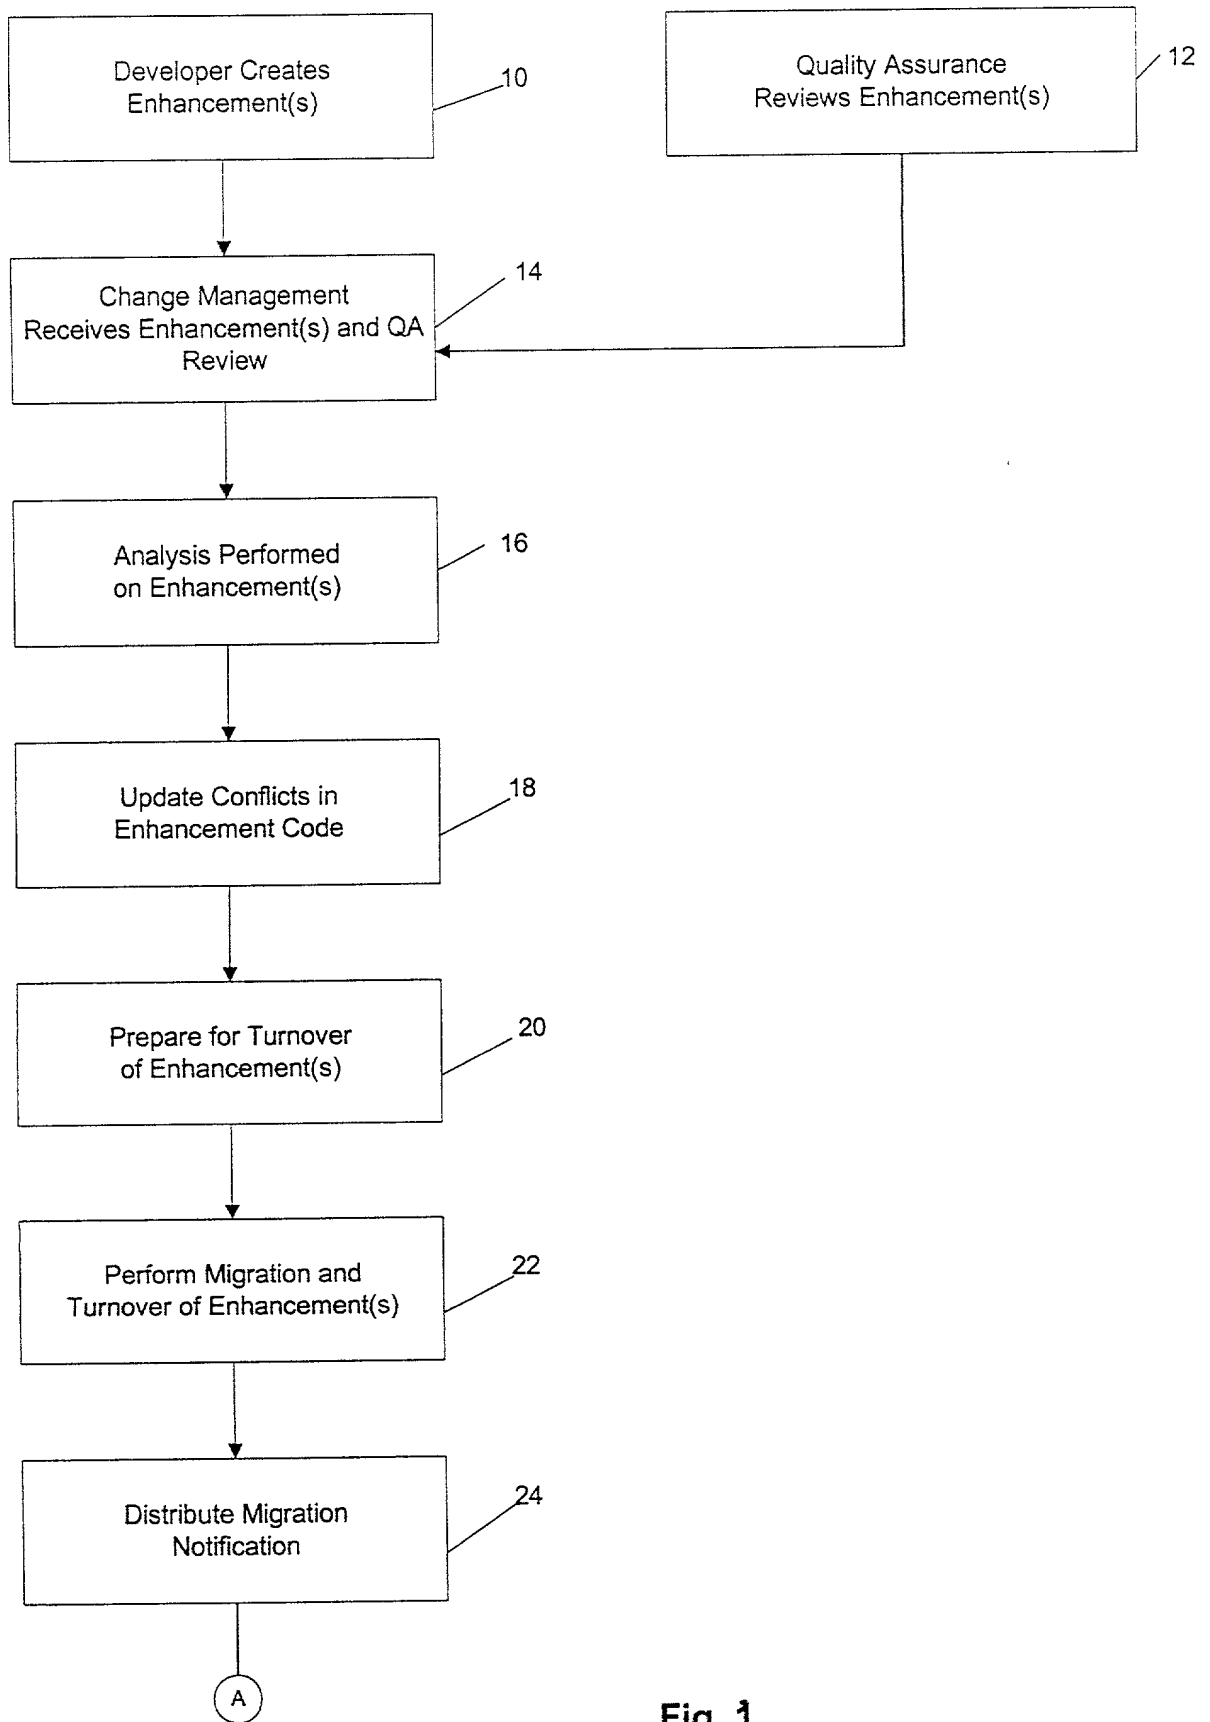 Developer Creates
Enhancement(s)
10
Quality Assurance
Reviews Enhancement(s)
12
Change Management
Receives Enhancement(s) and QA
Review
14
Analysis Performed
on Enhancement(s)
16
Update Conflicts in
Enhancement Code
18
Prepare for Turnover
of Enhancement(s)
20
Perform Migration and
Turnover of Enhancement(s)
22
Distribute Migration
Notification
24
A
Fig. 1